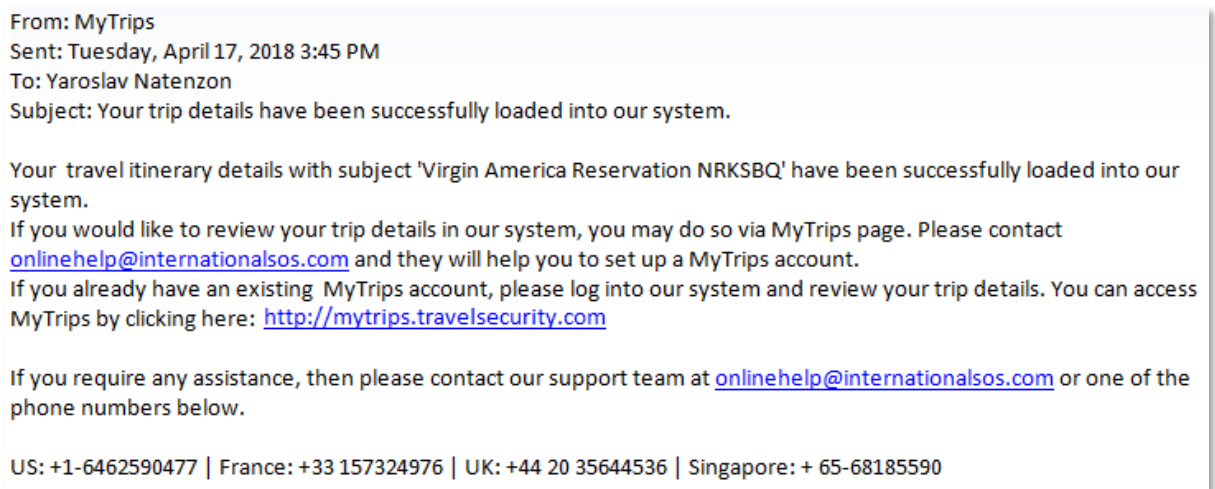 From: MyTrips
Sent: Tuesday, April 17, 2018 3:45 PM
To: Yaroslav Natenzon
Subject: Your trip details have been successfully loaded into our system.
Your  travel itinerary details with subject 'Virgin America Reservation NRKSBQ' have been successfully loaded into our
system.
If you would like to review your trip details in our system, you may do so via MyTrips page. Please contact
onlinehelp@internationalsos.com and they will help you to set up a MyTrips account.
If you already have an existing  MyTrips account, please log into our system and review your trip details. You can access
MyTrips by clicking here:  http://mytrips.travelsecurity.com
If you require any assistance, then please contact our support team at onlinehelp@internationalsos.com or one of the
phone numbers below.
US: +1-6462590477 | France: +33 157324976 | UK: +44 20 35644536 | Singapore: + 65-68185590